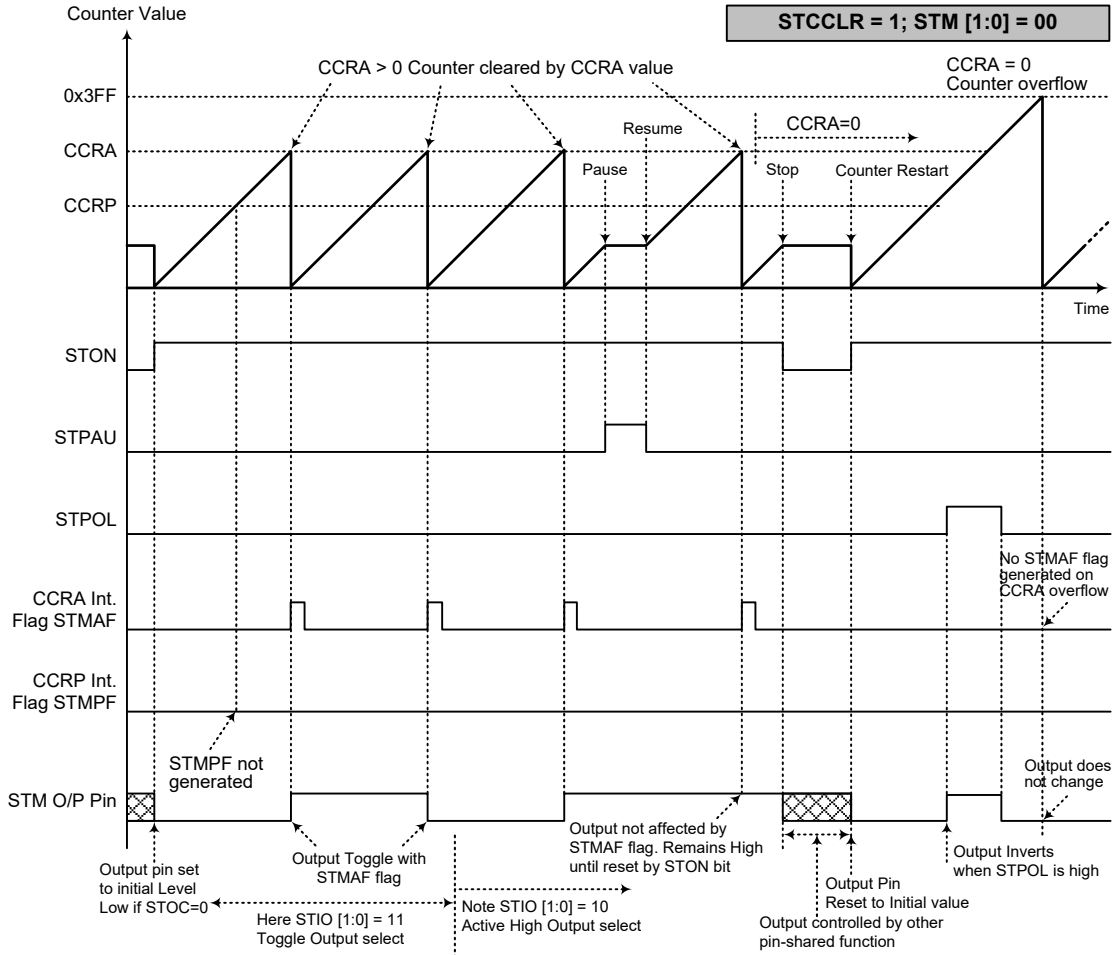 Counter Value
STCCLR = 1; STM [1:0] = 00
CCRA > 0 Counter cleared by CCRA value
CCRA = 0
Counter overflow
0x3FF
CCRA=0
Resume
CCRA
Pause
Stop
Counter Restart
CCRP
Time
STON
STPAU
STPOL
No STMAF flag
generated on
CCRA overflow
CCRA Int.
Flag STMAF
CCRP Int.
Flag STMPF
STMPF not
generated
Output does
not change
STM O/P Pin
Output pin set
to initial Level
Low if STOC=0
Output Toggle with
STMAF flag
Output not affected by
STMAF flag. Remains High
until reset by STON bit
Output Inverts
when STPOL is high
Output Pin
Reset to Initial value
Here STIO [1:0] = 11
Toggle Output select
Note STIO [1:0] = 10
Active High Output select
Output controlled by other
pin-shared function